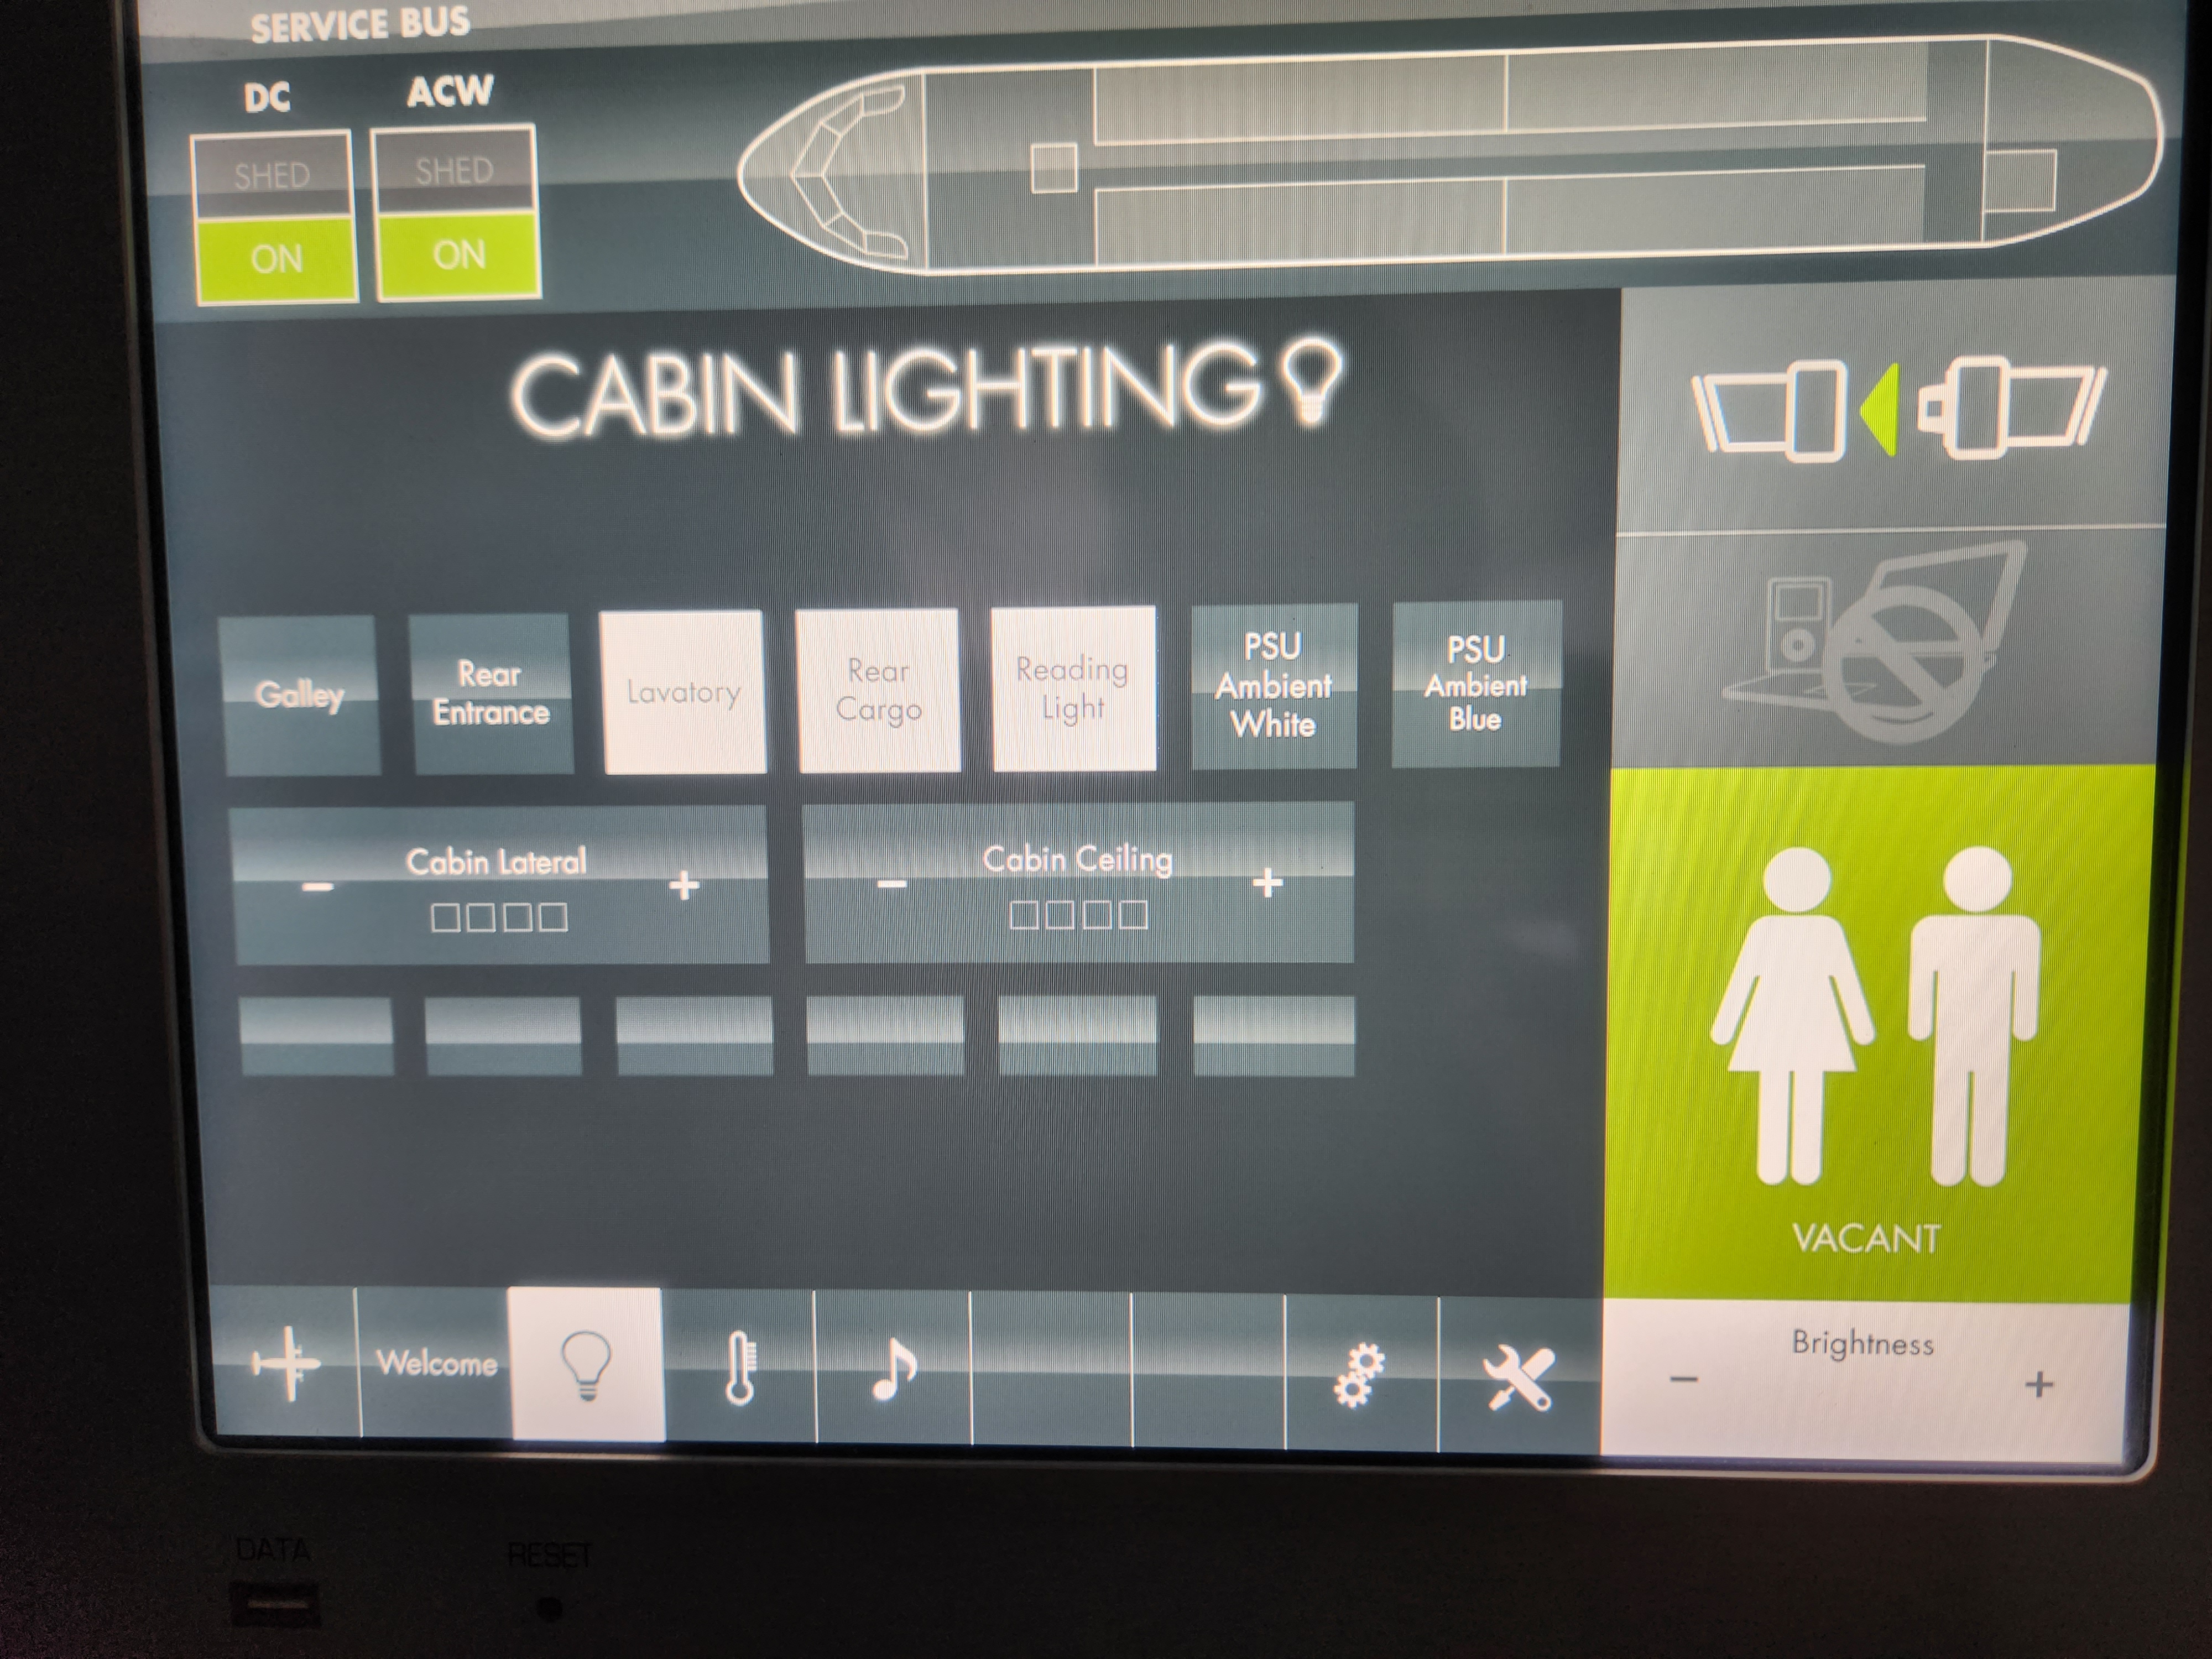 SERVICE BUS
DC
ACW
SHED
SHED
ON
ON
CABIN LIGHTING
Galley
Rear
Entrance
Lavatory
Rear
Cargo
Reading
Light
PSU
Ambient
White
PSU
Ambient
Blue
Cabin Lateral
- +
Cabin Ceiling
- +
VACANT
Welcome
Brightness
- +
DATA
RESET